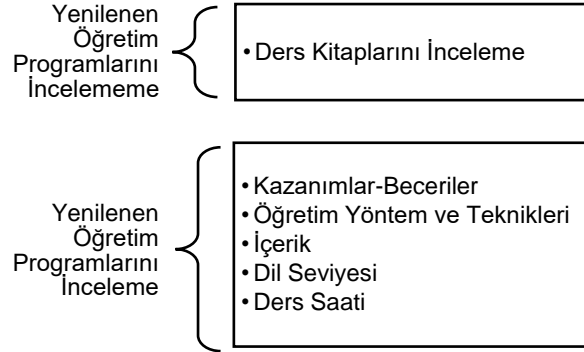 Yenilenen
Öğretim
Programlarını
İncelememe
• Ders Kitaplarını İnceleme
Yenilenen
Öğretim
Programlarını
İnceleme
• Kazanımlar-Beceriler
• Öğretim Yöntem ve Teknikleri
• İçerik
• Dil Seviyesi
• Ders Saati